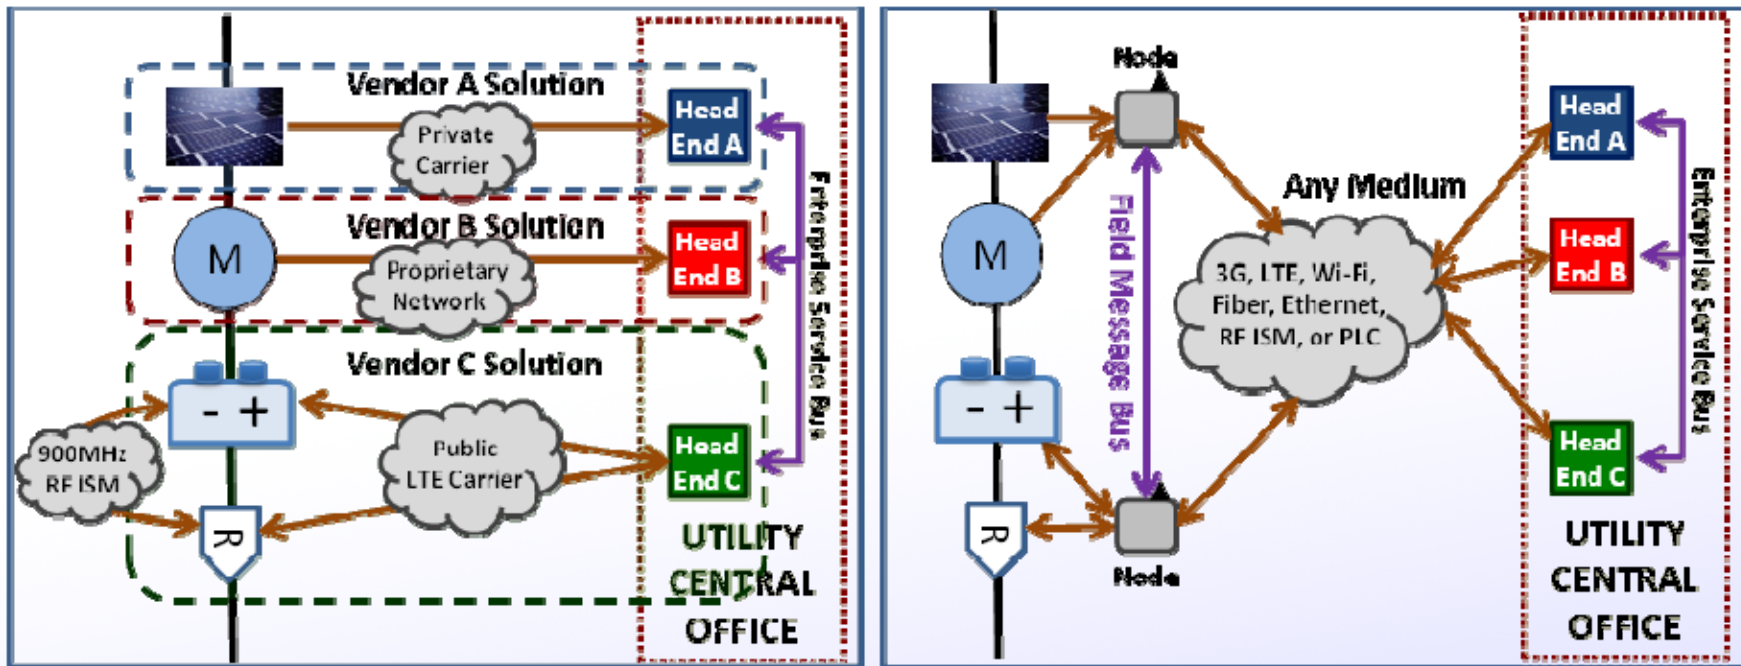 Vendor A Solution
Private
Carrier
Head
End A
Vendor B Solution
M
Proprietary
Network
Head
End B
Enterprise Service Bus
Vendor C Solution
- +
900MHz
RF ISM
Public
LTE Carrier
Head
End C
R
UTILITY
CENTRAL
OFFICE
Node
Head
End A
Any Medium
Field Message Bus
M
3G, LTE, Wi-Fi,
Fiber, Ethernet,
RF ISM, or PLC
Head
End B
Enterprise Service Bus
- +
Head
End C
R
Node
UTILITY
CENTRAL
OFFICE